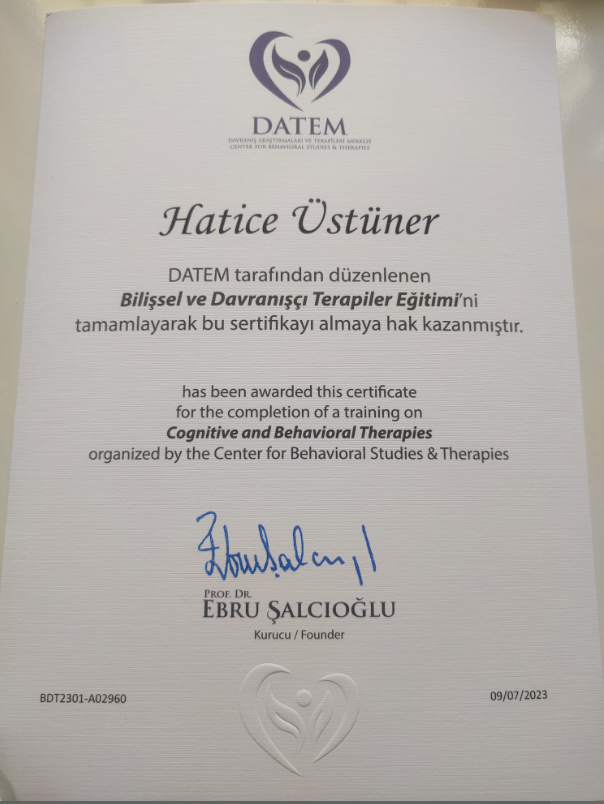 DATEM
DAVRANIŞ ARAŞTIRMALARI VE TERAPİLERİ MERKEZİ
CENTER FOR BEHAVIORAL STUDIES & THERAPIES
Hatice Üstüner
DATEM tarafından düzenlenen
Bilişsel ve Davranışçı Terapiler Eğitimi'ni
tamamlayarak bu sertifikayı almaya hak kazanmıştır.
has been awarded this certificate
for the completion of a training on
Cognitive and Behavioral Therapies
organized by the Center for Behavioral Studies & Therapies
Ebru Şalcıoğlu
PROF. DR.
EBRU ŞALCIOĞLU
Kurucu / Founder
BDT2301-A02960
09/07/2023